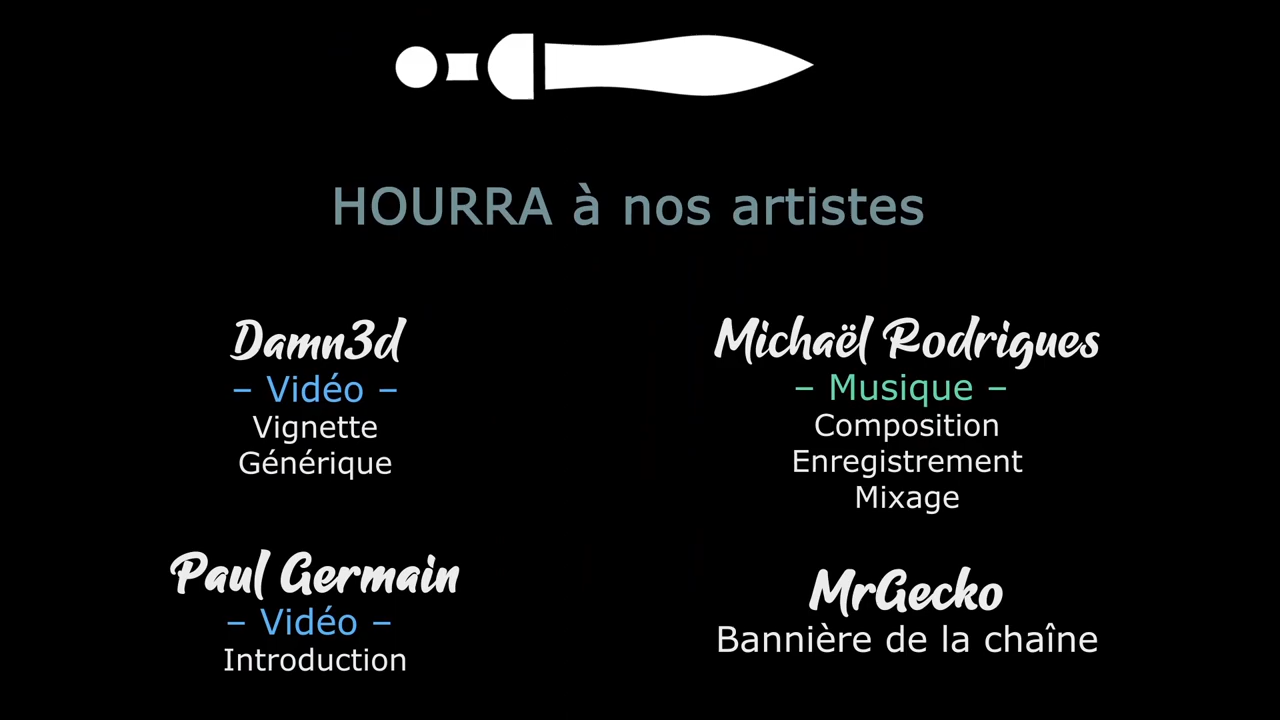 HOURRA à nos artistes
Damn3d
– Vidéo –
Vignette
Générique
Michaël Rodrigues
– Musique –
Composition
Enregistrement
Mixage
Paul Germain
– Vidéo –
Introduction
MrGecko
Bannière de la chaîne